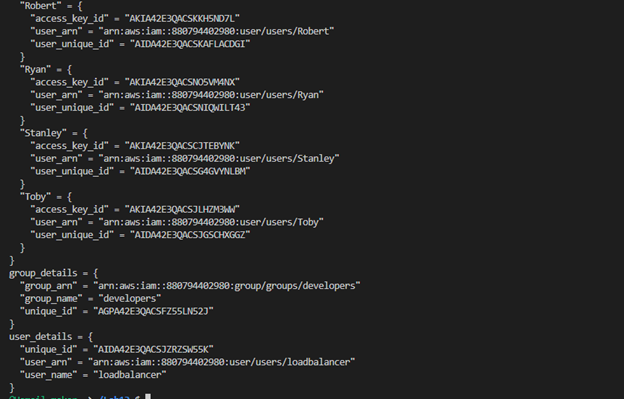 "Robert" = {
"access_key_id" = "AKIA42E3QACSKKH5ND7L"
"user_arn" = "arn:aws:iam::880794402980:user/users/Robert"
"user_unique_id" = "AIDA42E3QACSKAFLACDGI"
}
"Ryan" = {
"access_key_id" = "AKIA42E3QACSNO5VM4NX"
"user_arn" = "arn:aws:iam::880794402980:user/users/Ryan"
"user_unique_id" = "AIDA42E3QACSNIQWILT43"
}
"Stanley" = {
"access_key_id" = "AKIA42E3QACSCJTEBYNK"
"user_arn" = "arn:aws:iam::880794402980:user/users/Stanley"
"user_unique_id" = "AIDA42E3QACSG4GVYNLBM"
}
"Toby" = {
"access_key_id" = "AKIA42E3QACSJLHZM3WW"
"user_arn" = "arn:aws:iam::880794402980:user/users/Toby"
"user_unique_id" = "AIDA42E3QACSJGSCHXGGZ"
}
}
group_details = {
"group_arn" = "arn:aws:iam::880794402980:group/groups/developers"
"group_name" = "developers"
"unique_id" = "AGPA42E3QACSFZ55LN52J"
}
user_details = {
"unique_id" = "AIDA42E3QACSJZRZSW55K"
"user_arn" = "arn:aws:iam::880794402980:user/users/loadbalancer"
"user_name" = "loadbalancer"
}